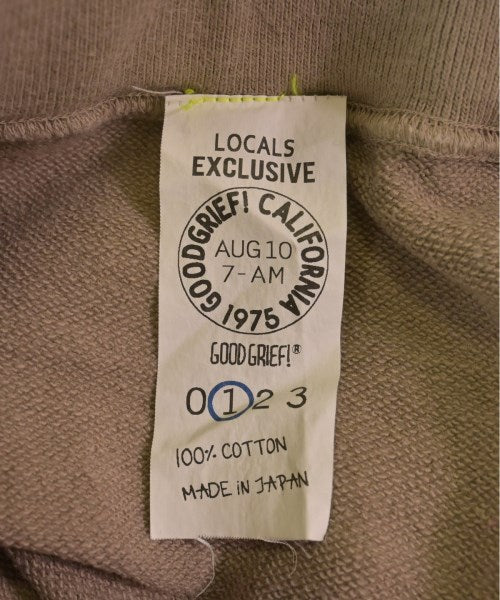 LOCALS
EXCLUSIVE
GOODGRIEF! CALIFORNIA
AUG 10
7-AM
1975
GOOD GRIEF!®
0 1 2 3
100% COTTON
MADE iN JAPAN